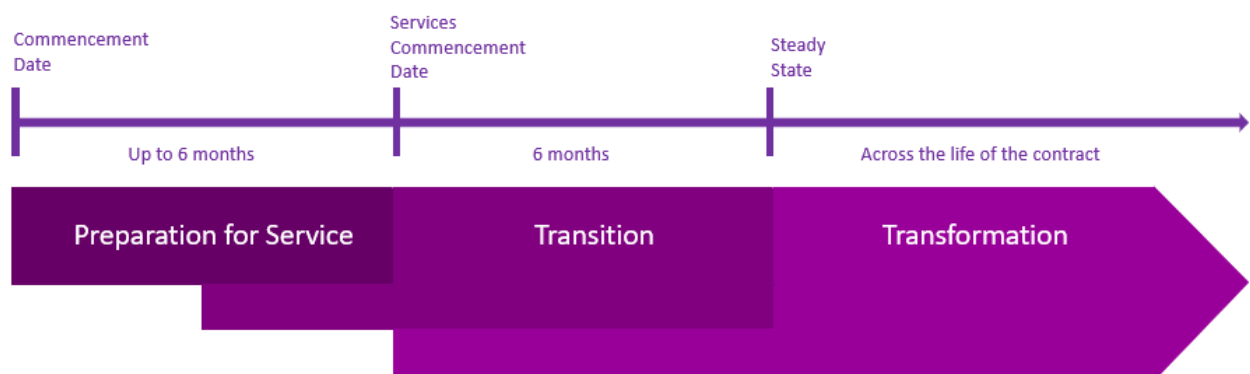 Commencement
Date
Services
Commencement
Date
Steady
State
Up to 6 months
6 months
Across the life of the contract
Preparation for Service
Transition
Transformation